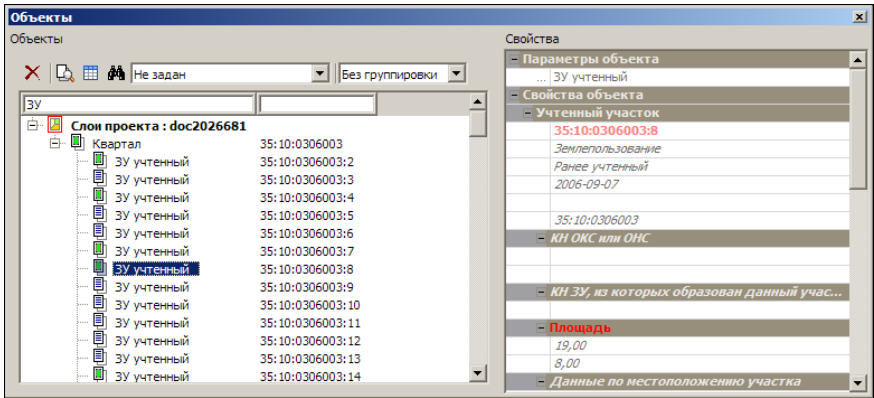 Объекты
Объекты
Не задан
Без группировки
ЗУ
Слои проекта : doc2026681
Квартал 35:10:0306003
ЗУ учтенный 35:10:0306003:2
ЗУ учтенный 35:10:0306003:3
ЗУ учтенный 35:10:0306003:4
ЗУ учтенный 35:10:0306003:5
ЗУ учтенный 35:10:0306003:6
ЗУ учтенный 35:10:0306003:7
ЗУ учтенный 35:10:0306003:8
ЗУ учтенный 35:10:0306003:9
ЗУ учтенный 35:10:0306003:10
ЗУ учтенный 35:10:0306003:11
ЗУ учтенный 35:10:0306003:12
ЗУ учтенный 35:10:0306003:13
ЗУ учтенный 35:10:0306003:14
Свойства
Параметры объекта
... ЗУ учтенный
Свойства объекта
Учтенный участок
35:10:0306003:8
Землепользование
Ранее учтенный
2006-09-07
35:10:0306003
КН ОКС или ОНС
КН ЗУ, из которых образован данный учас...
Площадь
19,00
8,00
Данные по местоположению участка